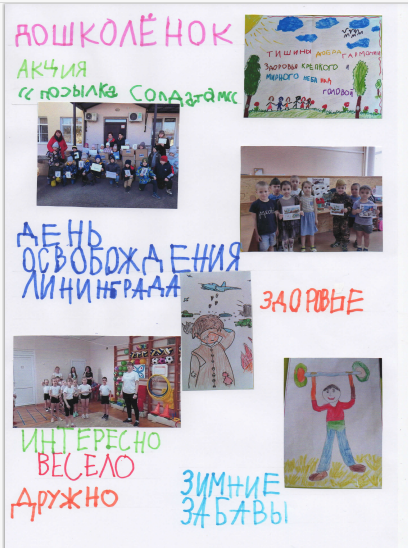 ДОШКОЛЁНОК
АКЦИЯ
"ПОСЫЛКА СОЛДАТАМ"
ТИШИНЫ ДОБРА ГАРМОНИИ
ЗДОРОВЬЯ КРЕПКОГО И
МИРНОГО НЕБА НАД
ГОЛОВОЙ
ДЕНЬ
ОСВОБОЖДЕНИЯ
ЛИНИНГРАДА
ЗДОРОВЬЕ
ИНТЕРЕСНО
ВЕСЕЛО
ДРУЖНО
ЗИМНИЕ
ЗАБАВЫ